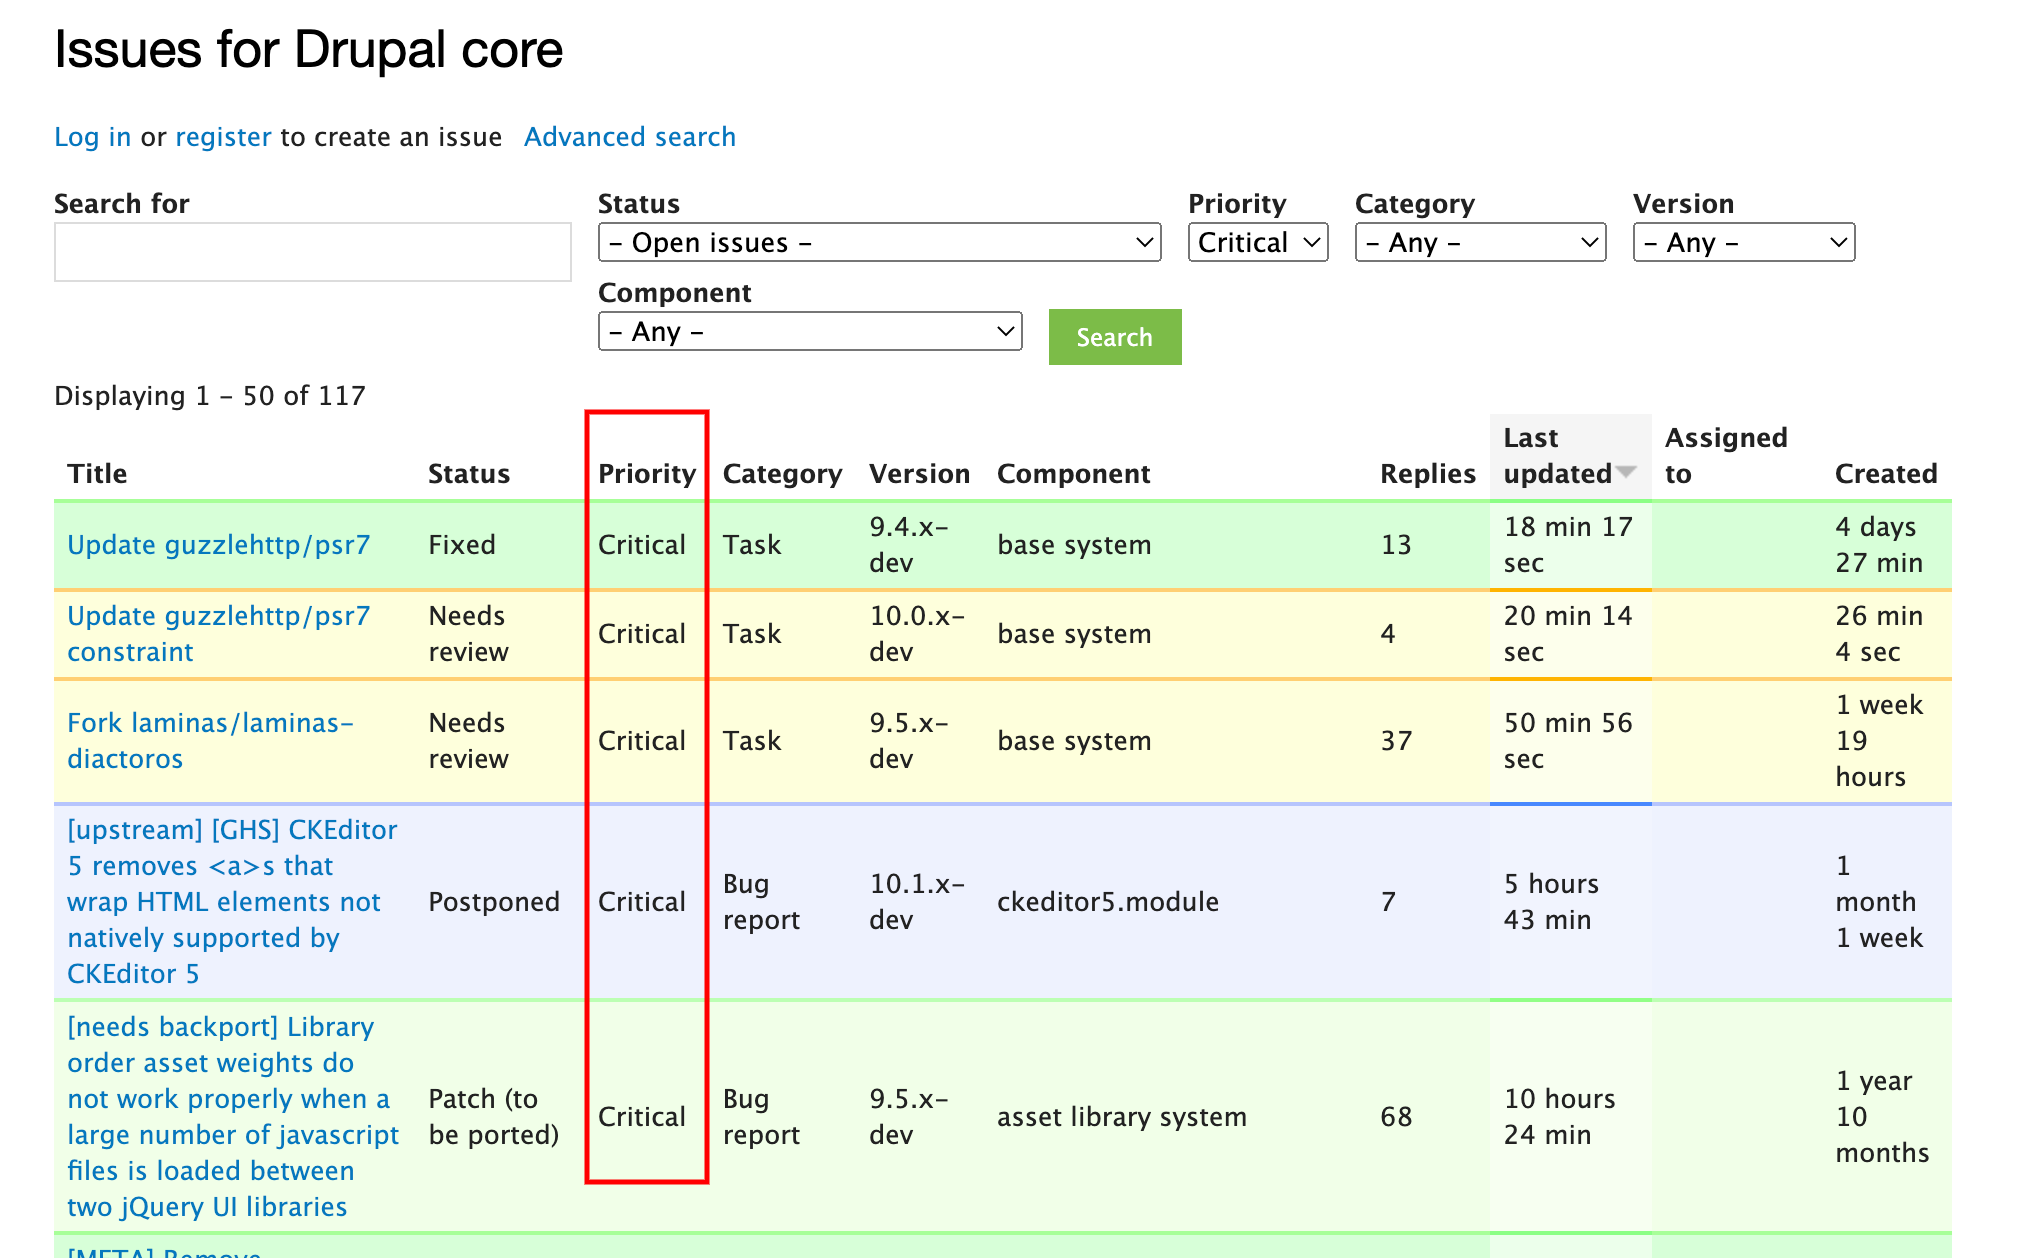 Issues for Drupal core
Log in or register to create an issue Advanced search
Search for
Status
– Open issues –
Priority
Critical
Category
– Any –
Version
– Any –
Component
– Any –
Search
Displaying 1 – 50 of 117
Title Status Priority Category Version Component Replies Last updated Assigned to Created
Update guzzlehttp/psr7
Fixed
Critical
Task
9.4.x-
dev
base system
13
18 min 17
sec
4 days
27 min
Update guzzlehttp/psr7
constraint
Needs
review
Critical
Task
10.0.x-
dev
base system
4
20 min 14
sec
26 min
4 sec
Fork laminas/laminas-
diactoros
Needs
review
Critical
Task
9.5.x-
dev
base system
37
50 min 56
sec
1 week
19
hours
[upstream] [GHS] CKEditor
5 removes <a>s that
wrap HTML elements not
natively supported by
CKEditor 5
Postponed
Critical
Bug
report
10.1.x-
dev
ckeditor5.module
7
5 hours
43 min
1
month
1 week
[needs backport] Library
order asset weights do
not work properly when a
large number of javascript
files is loaded between
two jQuery UI libraries
Patch (to
be ported)
Critical
Bug
report
9.5.x-
dev
asset library system
68
10 hours
24 min
1 year
10
months
[META] Remove